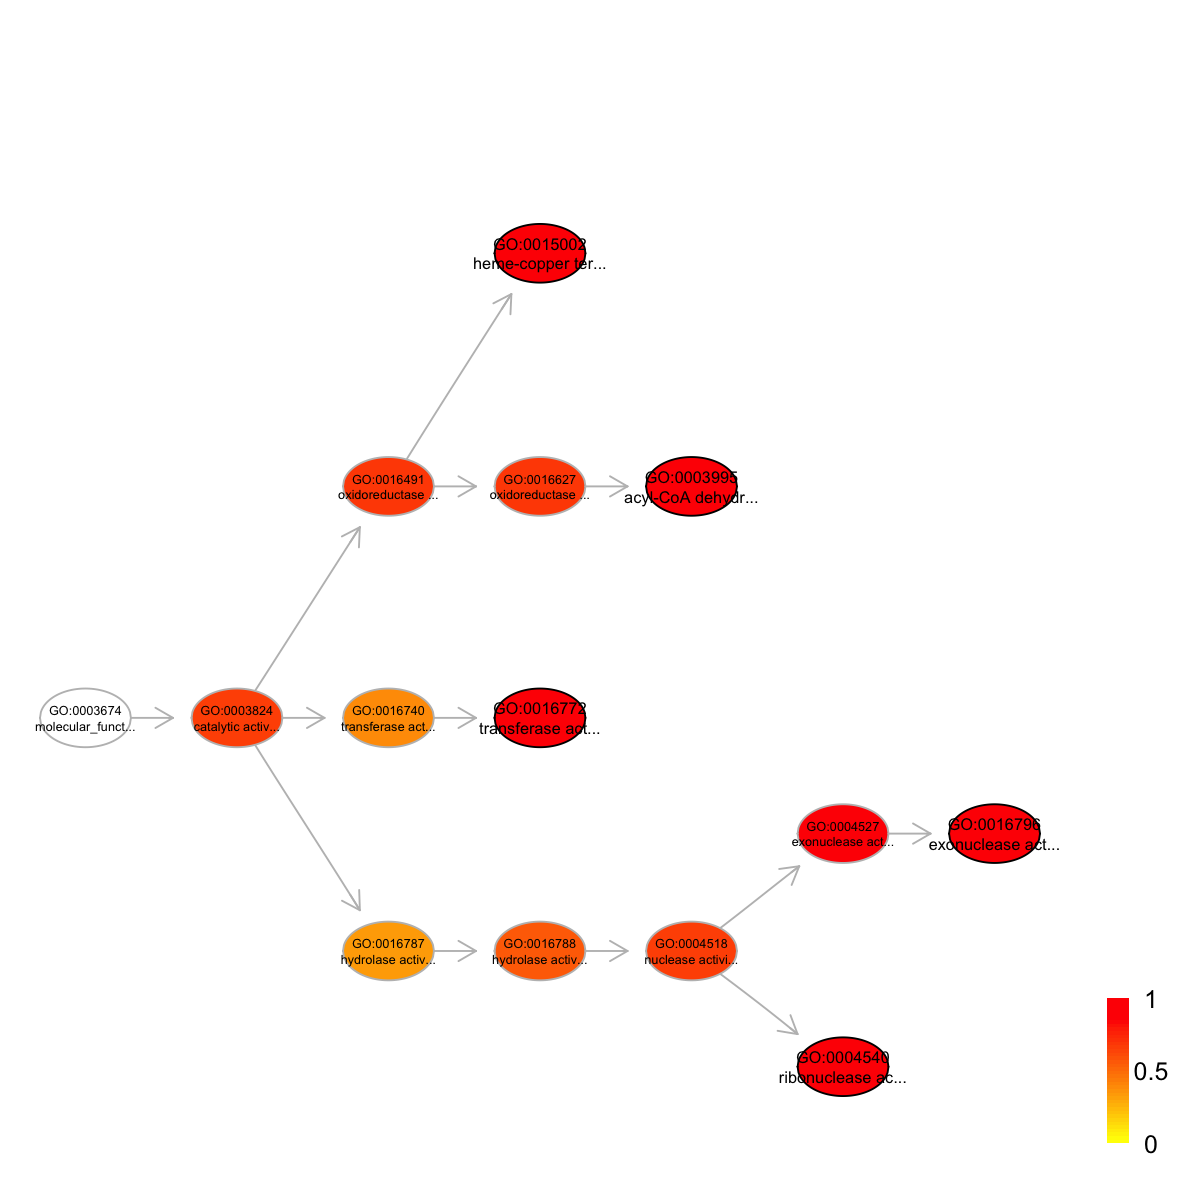 GO:0015002
heme-copper ter...
GO:0016491
oxidoreductase ...
GO:0016627
oxidoreductase ...
GO:0003995
acyl-CoA dehydr...
GO:0003674
molecular_funct...
GO:0003824
catalytic activ...
GO:0016740
transferase act...
GO:0016772
transferase act...
GO:0004527
exonuclease act...
GO:0016796
exonuclease act...
GO:0016787
hydrolase activ...
GO:0016788
hydrolase activ...
GO:0004518
nuclease activi...
GO:0004540
ribonuclease ac...
1
0.5
0